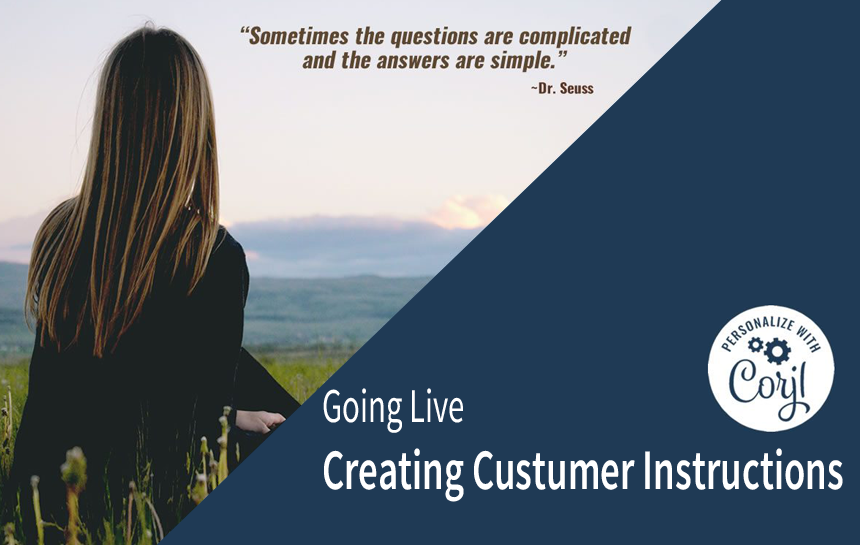 “Sometimes the questions are complicated
and the answers are simple.”
~Dr. Seuss
PERSONALIZE WITH
Corjl
Going Live
Creating Custumer Instructions